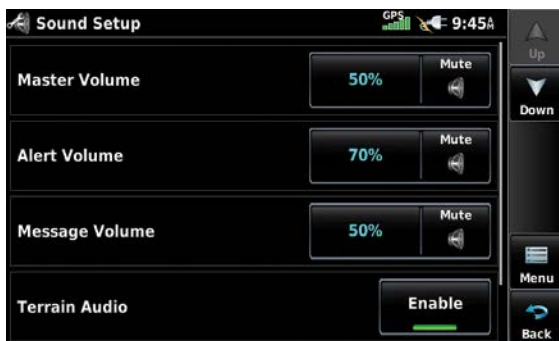 Sound Setup
GPS
9:45A
Up
Master Volume
50%
Mute
Down
Alert Volume
70%
Mute
Message Volume
50%
Mute
Menu
Terrain Audio
Enable
Back